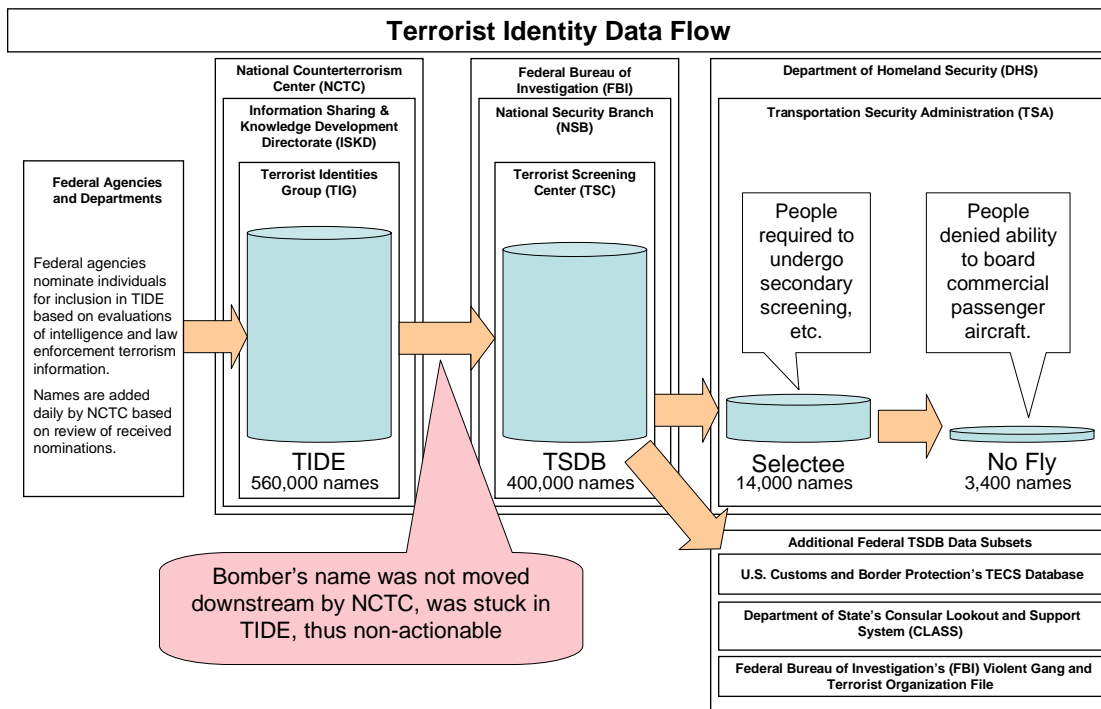 Terrorist Identity Data Flow
National Counterterrorism
Center (NCTC)
Information Sharing &
Knowledge Development
Directorate (ISKD)
Terrorist Identities
Group (TIG)
Federal Bureau of
Investigation (FBI)
National Security Branch
(NSB)
Terrorist Screening
Center (TSC)
Department of Homeland Security (DHS)
Transportation Security Administration (TSA)
Federal Agencies
and Departments
Federal agencies
nominate individuals
for inclusion in TIDE
based on evaluations
of intelligence and law
enforcement terrorism
information.
Names are added
daily by NCTC based
on review of received
nominations.
People
required to
undergo
secondary
screening,
etc.
People
denied ability
to board
commercial
passenger
aircraft.
TIDE
560,000 names
TSDB
400,000 names
Selectee
14,000 names
No Fly
3,400 names
Bomber’s name was not moved
downstream by NCTC, was stuck in
TIDE, thus non-actionable
Additional Federal TSDB Data Subsets
U.S. Customs and Border Protection’s TECS Database
Department of State’s Consular Lookout and Support
System (CLASS)
Federal Bureau of Investigation’s (FBI) Violent Gang and
Terrorist Organization File